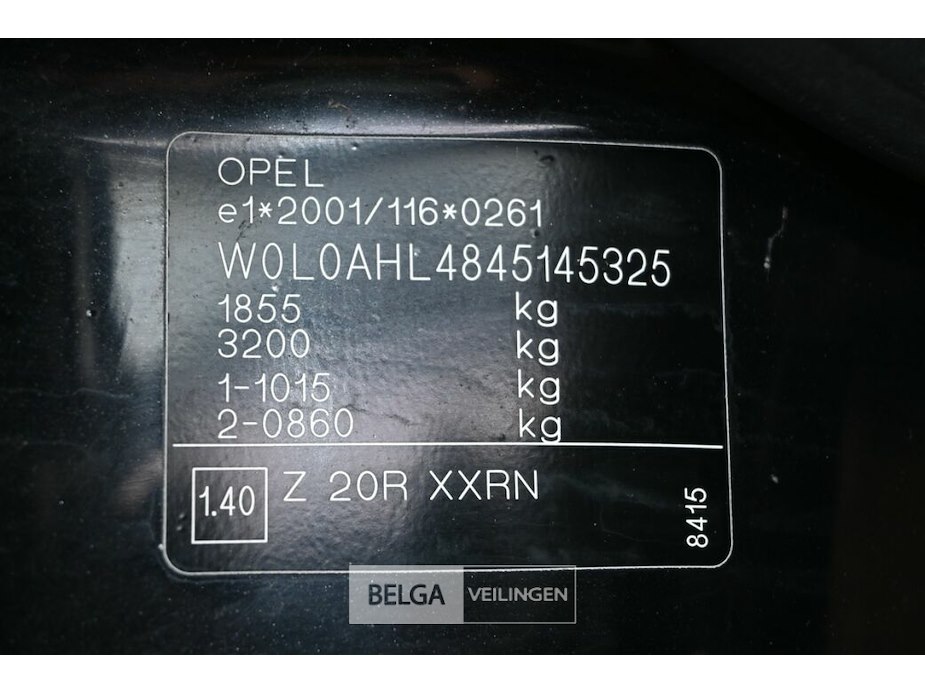 OPEL
e1*2001/116*0261
W0L0AHL4845145325
1855 kg
3200 kg
1-1015 kg
2-0860 kg
1.40 Z 20R XXRN
8415
BELGA VEILINGEN